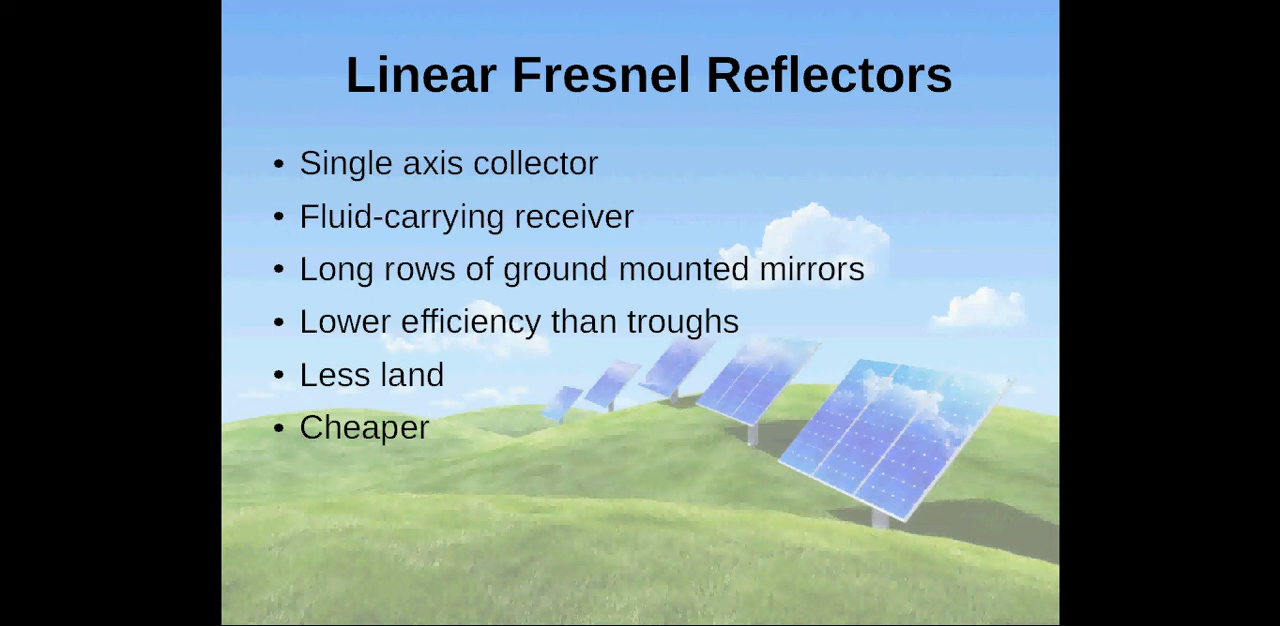 Linear Fresnel Reflectors
• Single axis collector
• Fluid-carrying receiver
• Long rows of ground mounted mirrors
• Lower efficiency than troughs
• Less land
• Cheaper